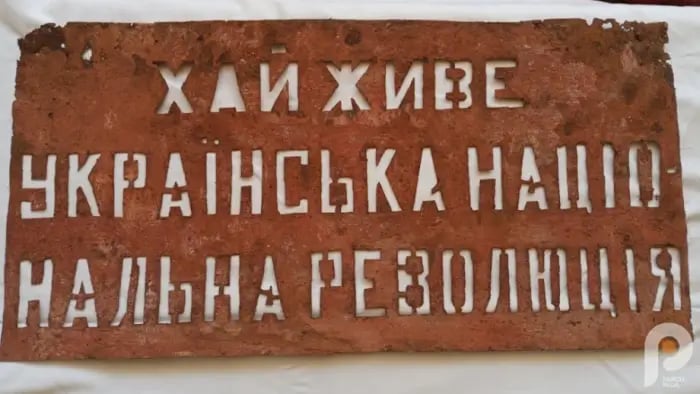 ХАЙ ЖИВЕ
УКРАЇНСЬКА НАЦІО-
НАЛЬНА РЕВОЛЮЦІЯ